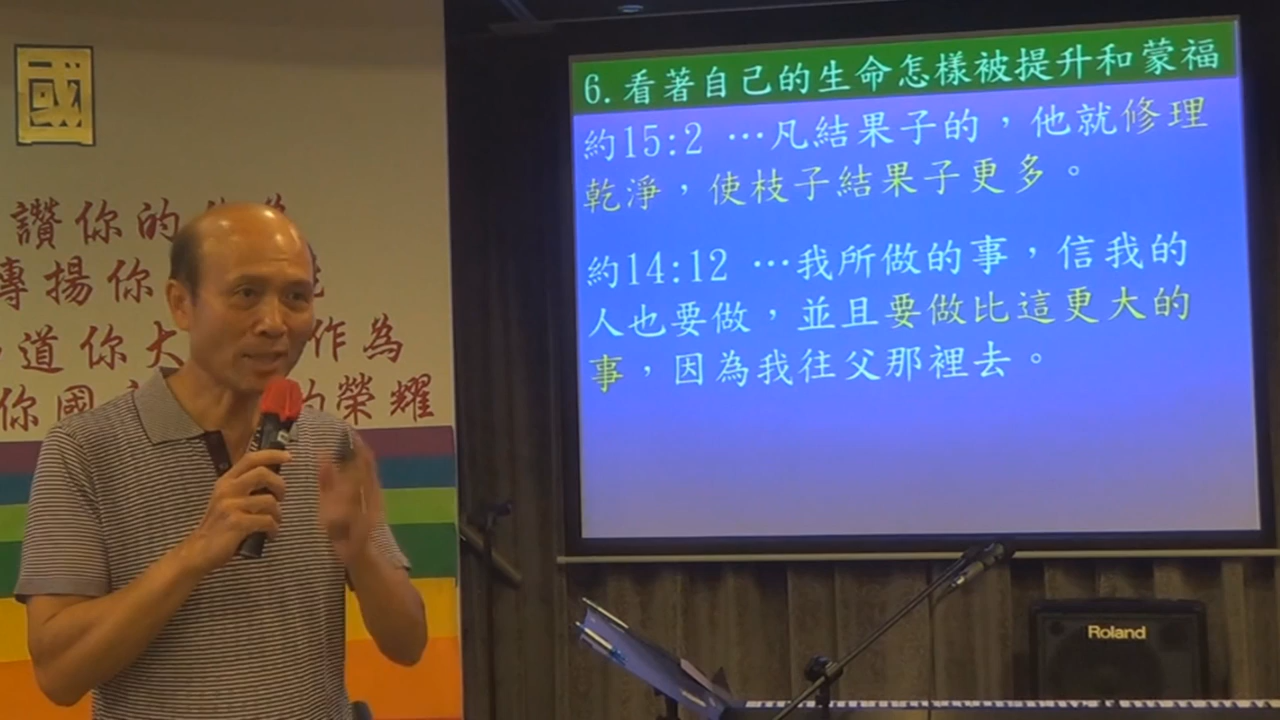 國
讚你的
傳揚你
道你大 作為
你國 的榮耀
6.看著自己的生命怎樣被提升和蒙福
約15:2 …凡結果子的，他就修理
乾淨，使枝子結果子更多。
約14:12 …我所做的事，信我的
人也要做，並且要做比這更大的
事，因為我往父那裡去。
Roland